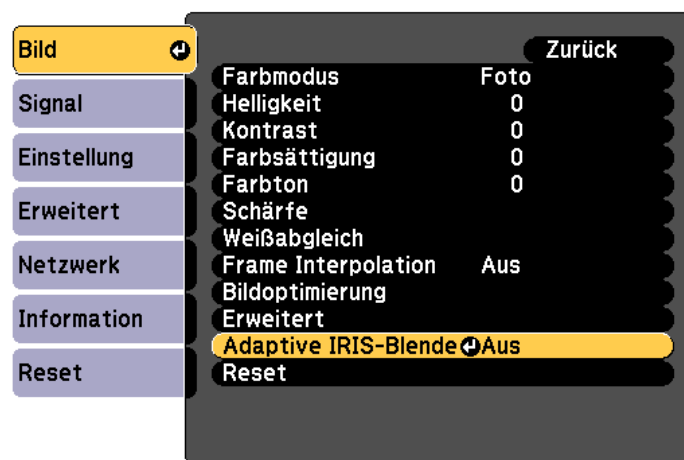 Bild
Signal
Einstellung
Erweitert
Netzwerk
Information
Reset
Zurück
Farbmodus Foto
Helligkeit 0
Kontrast 0
Farbsättigung 0
Farbton 0
Schärfe
Weißabgleich
Frame Interpolation Aus
Bildoptimierung
Erweitert
Adaptive IRIS-Blende Aus
Reset